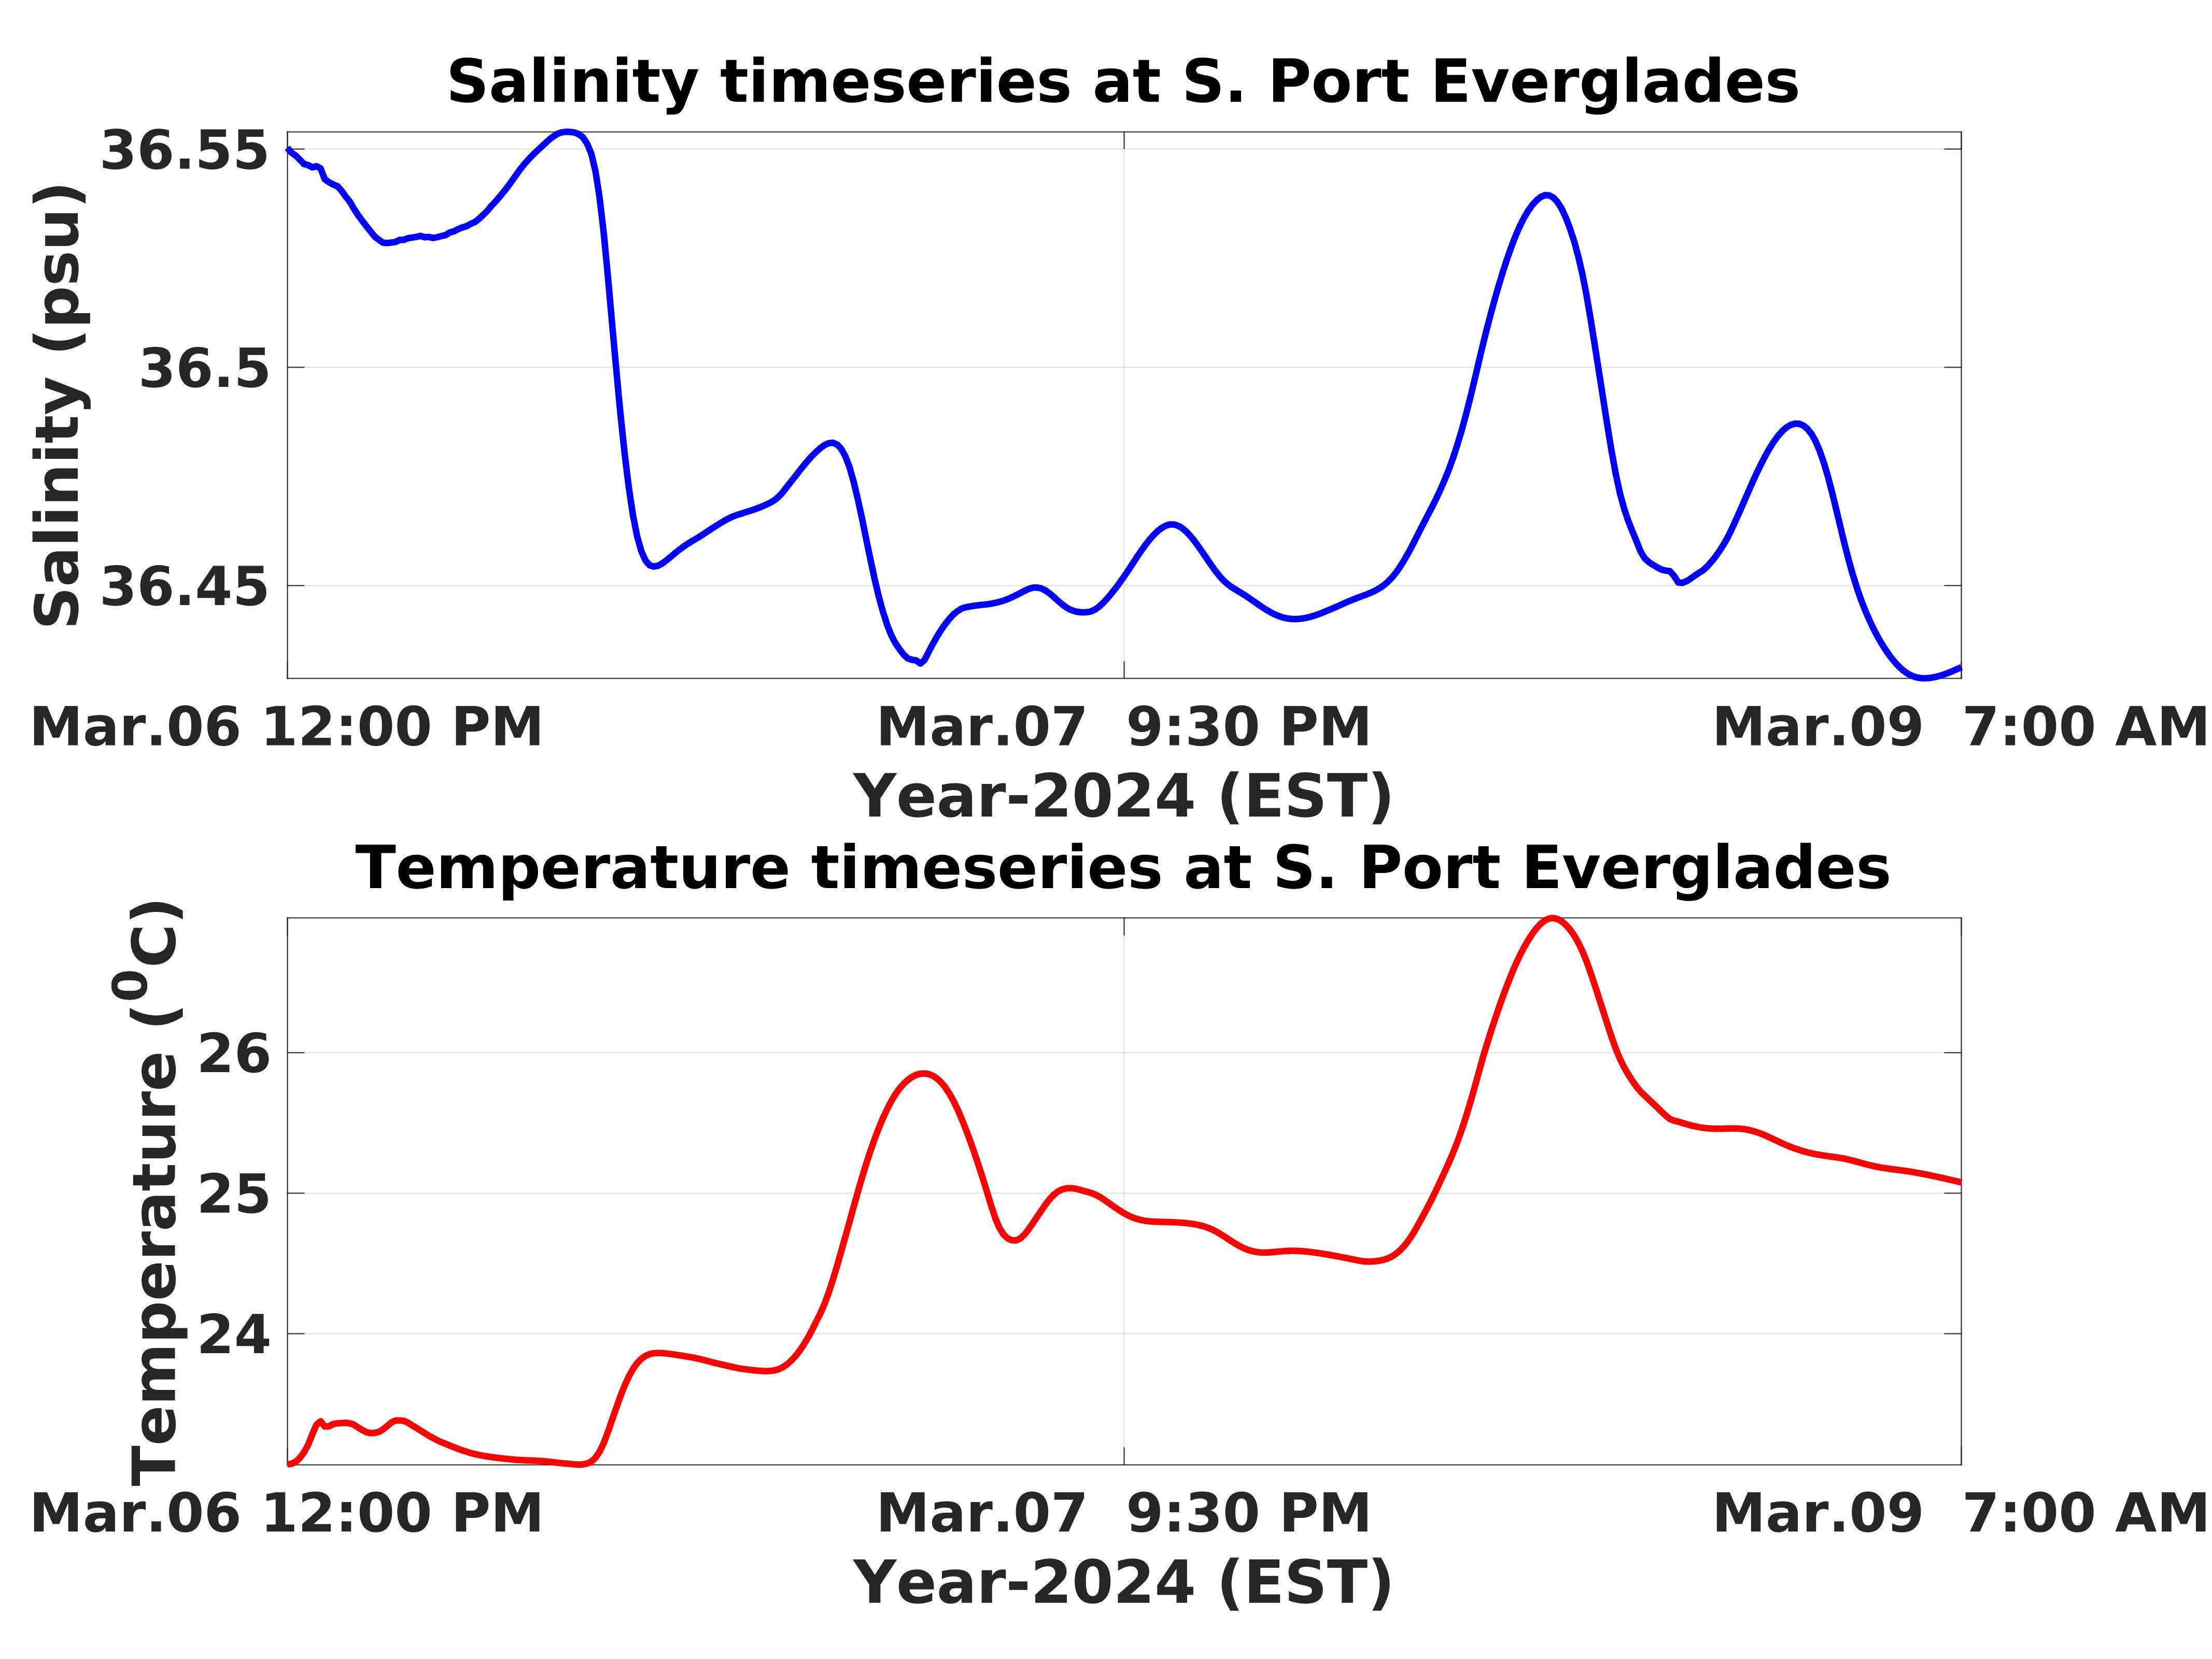 Salinity timeseries at S. Port Everglades
Salinity (psu)
36.55
36.5
36.45
Mar.06 12:00 PM
Mar.07  9:30 PM
Mar.09  7:00 AM
Year-2024 (EST)
Temperature timeseries at S. Port Everglades
Temperature (⁰C)
26
25
24
Mar.06 12:00 PM
Mar.07  9:30 PM
Mar.09  7:00 AM
Year-2024 (EST)